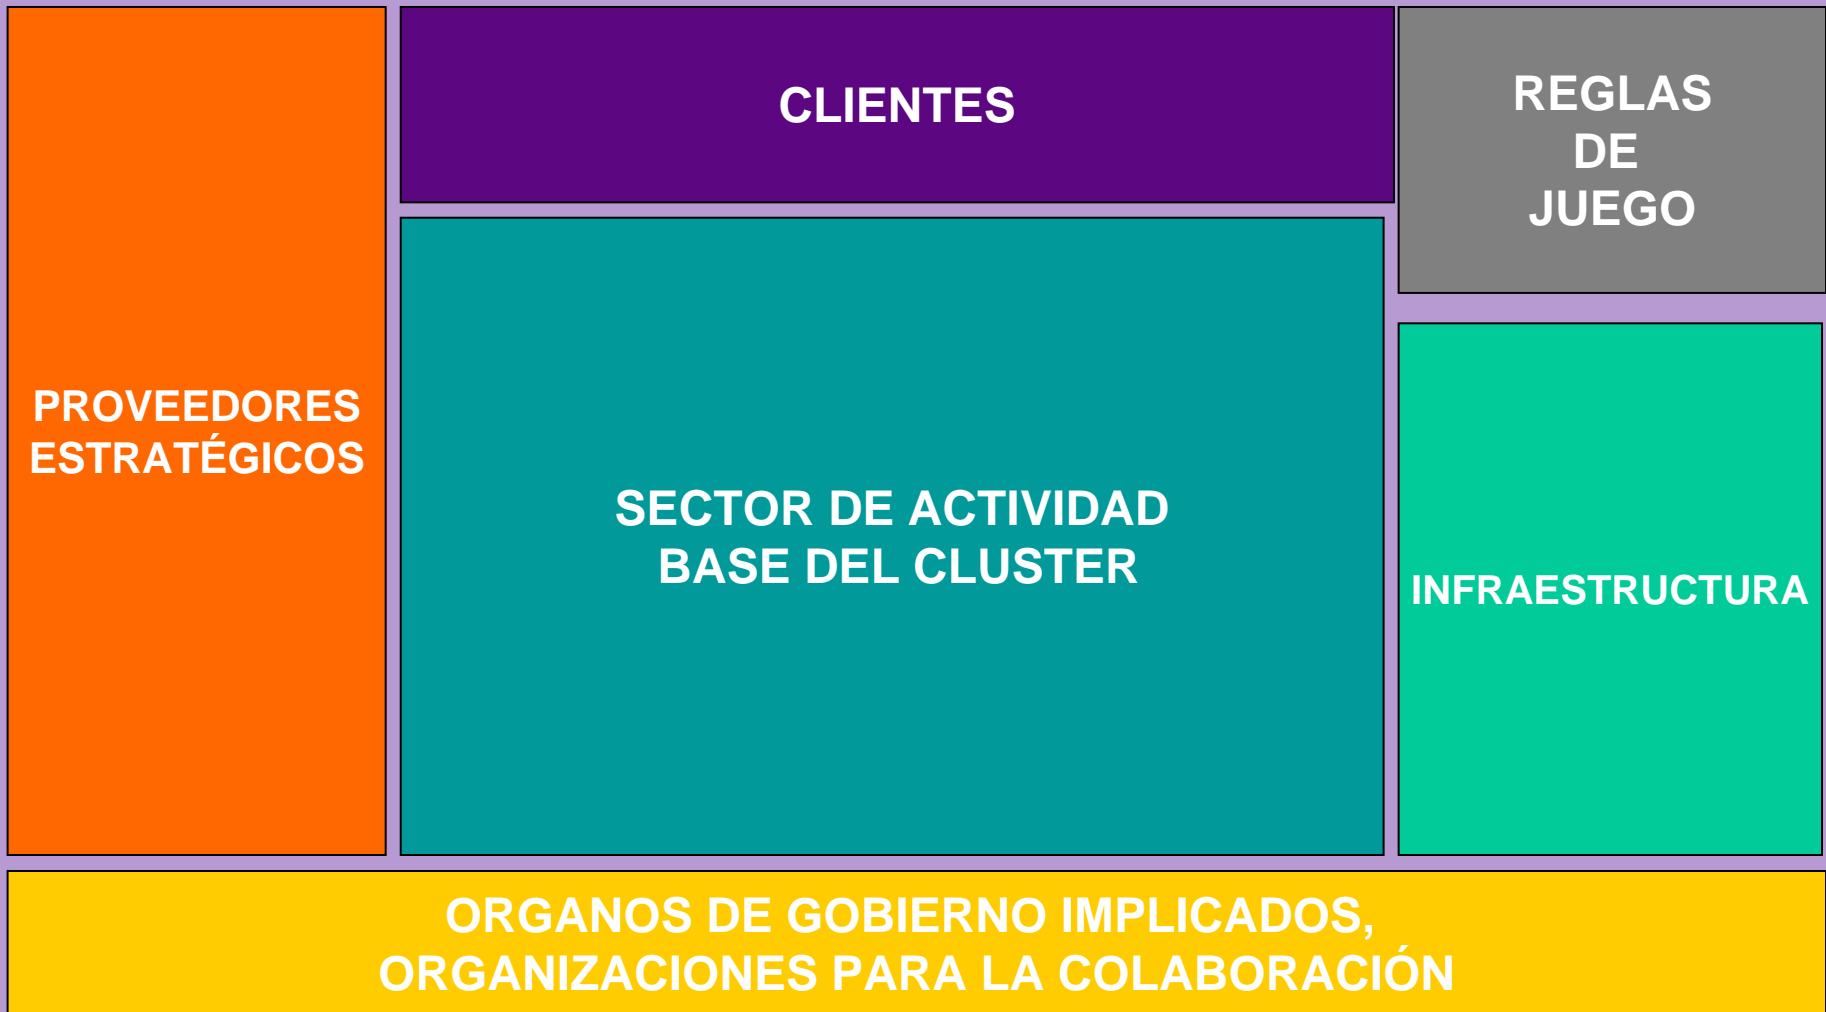 CLIENTES
REGLAS
DE
JUEGO
PROVEEDORES
ESTRATÉGICOS
SECTOR DE ACTIVIDAD
BASE DEL CLUSTER
INFRAESTRUCTURA
ORGANOS DE GOBIERNO IMPLICADOS,
ORGANIZACIONES PARA LA COLABORACIÓN